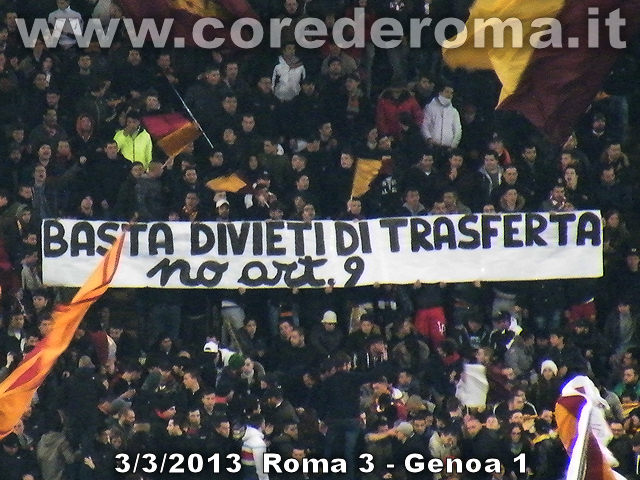 www.corederoma.it
BASTA DIVIETI DI TRASFERTA
no art. 9
3/3/2013 Roma 3 - Genoa 1